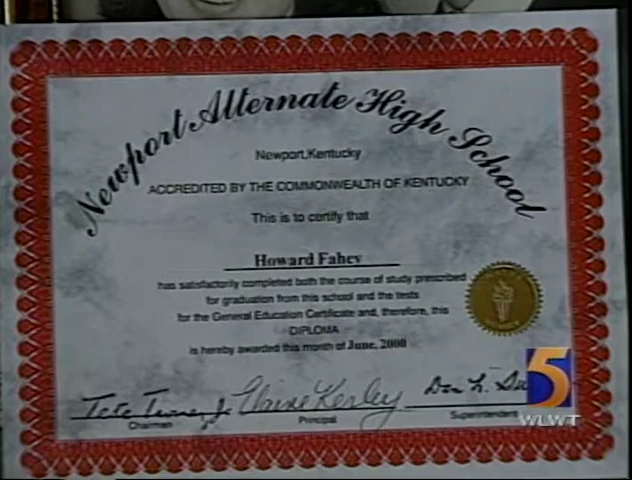 Newport Alternate High School
Newport, Kentucky
ACCREDITED BY THE COMMONWEALTH OF KENTUCKY
This is to certify that
Howard Fahey
has satisfactorily completed both the course of study prescribed
for graduation from this school and the tests
for the General Education Certificate and, therefore, this
DIPLOMA
is hereby awarded this month of June, 2000
Elaine Kerley
Chairman
Principal
Superintendent
5
WLWT